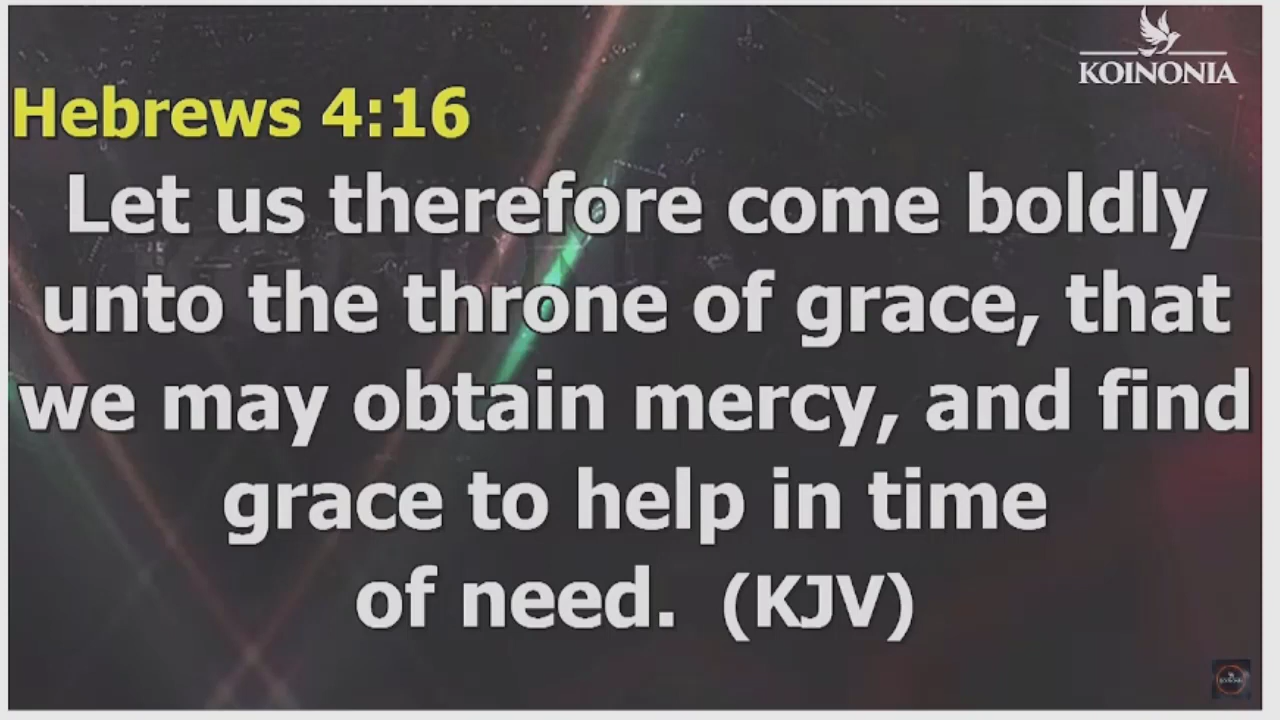 KOINONIA
Hebrews 4:16
Let us therefore come boldly
unto the throne of grace, that
we may obtain mercy, and find
grace to help in time
of need. (KJV)